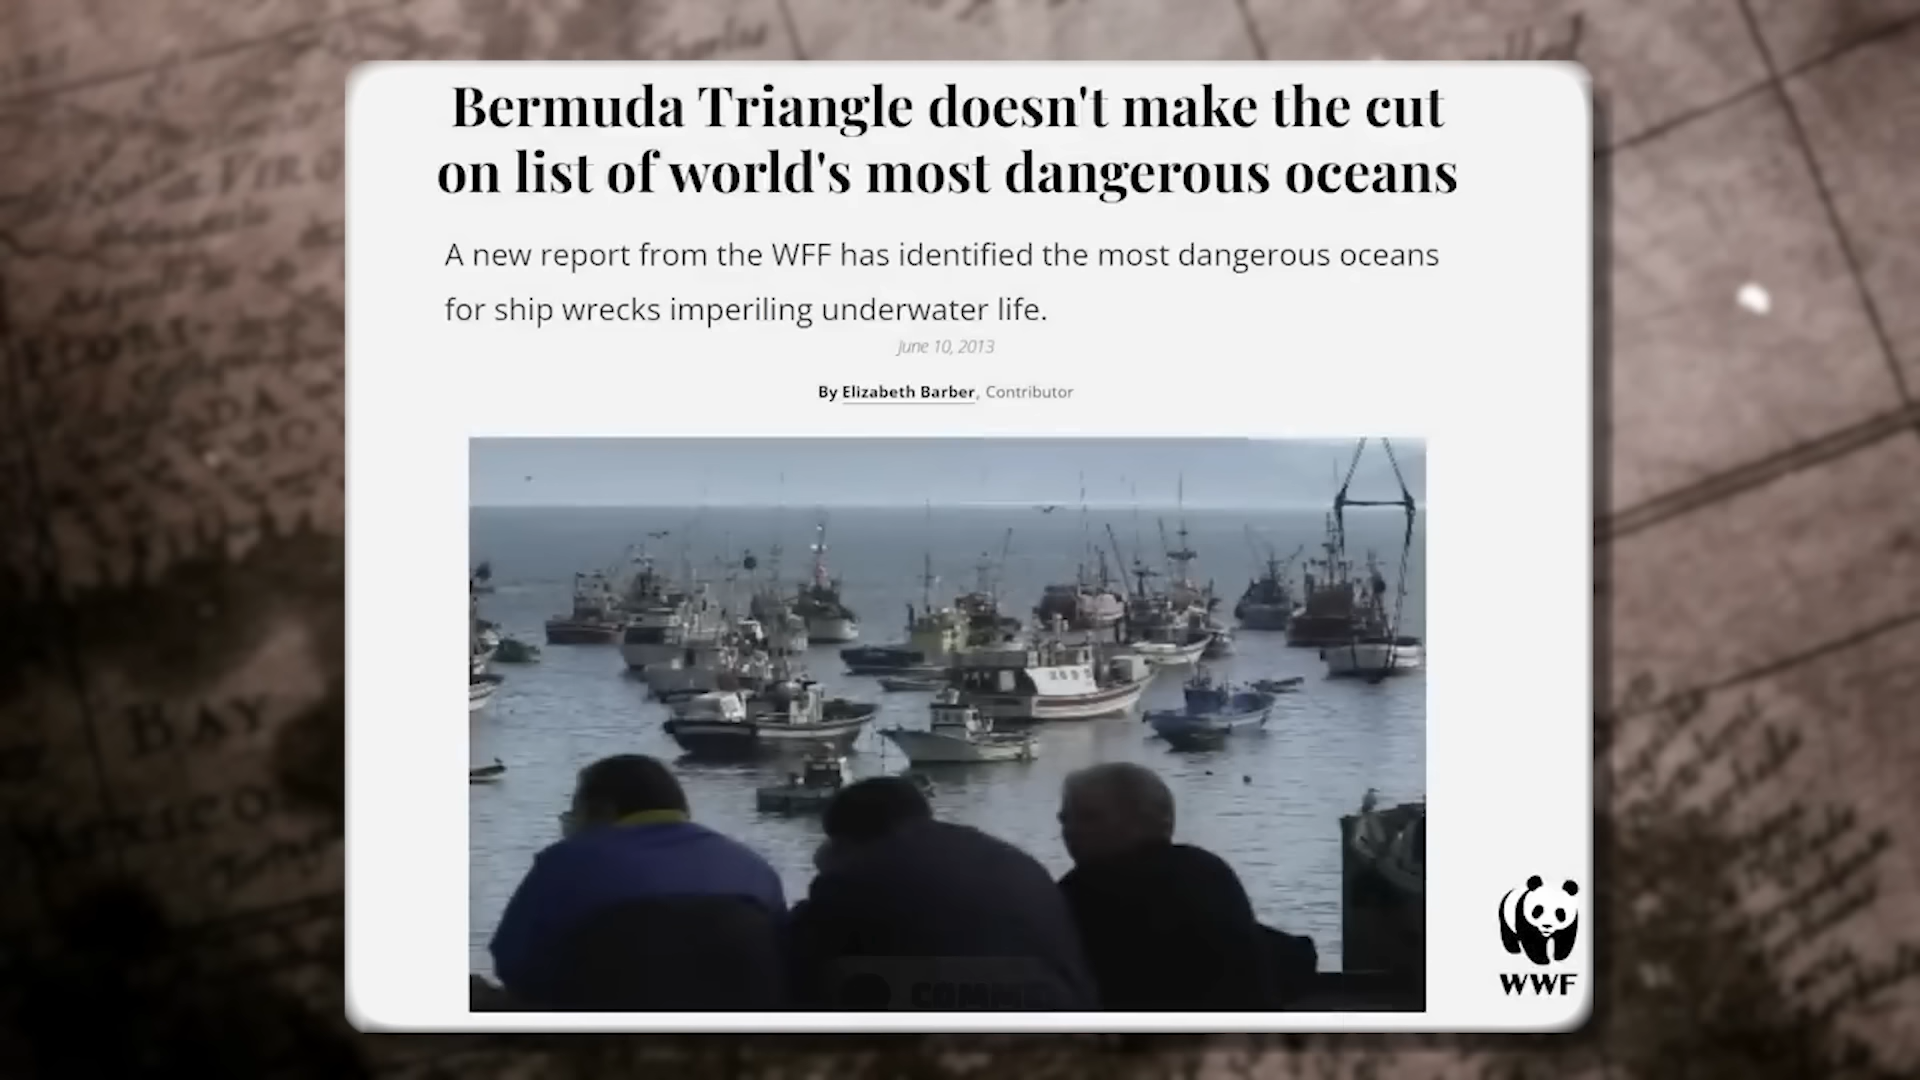 Bermuda Triangle doesn't make the cut
on list of world's most dangerous oceans
A new report from the WFF has identified the most dangerous oceans
for ship wrecks imperiling underwater life.
June 10, 2013
By Elizabeth Barber, Contributor
WWF
BAY